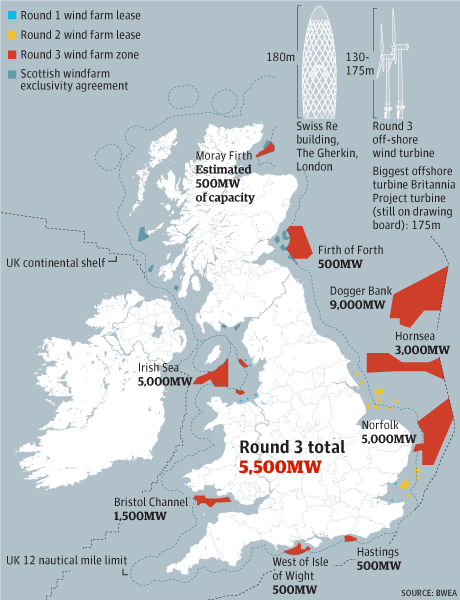 Round 1 wind farm lease
Round 2 wind farm lease
Round 3 wind farm zone
Scottish windfarm
exclusivity agreement
180m
130-
175m
Swiss Re
building,
The Gherkin,
London
Round 3
off-shore
wind turbine
Biggest offshore
turbine Britannia
Project turbine
(still on drawing
board): 175m
Moray Firth
Estimated
500MW
of capacity
UK continental shelf
Firth of Forth
500MW
Dogger Bank
9,000MW
Hornsea
3,000MW
Irish Sea
5,000MW
Norfolk
5,000MW
Round 3 total
5,500MW
Bristol Channel
1,500MW
UK 12 nautical mile limit
West of Isle
of Wight
500MW
Hastings
500MW
SOURCE: BWEA